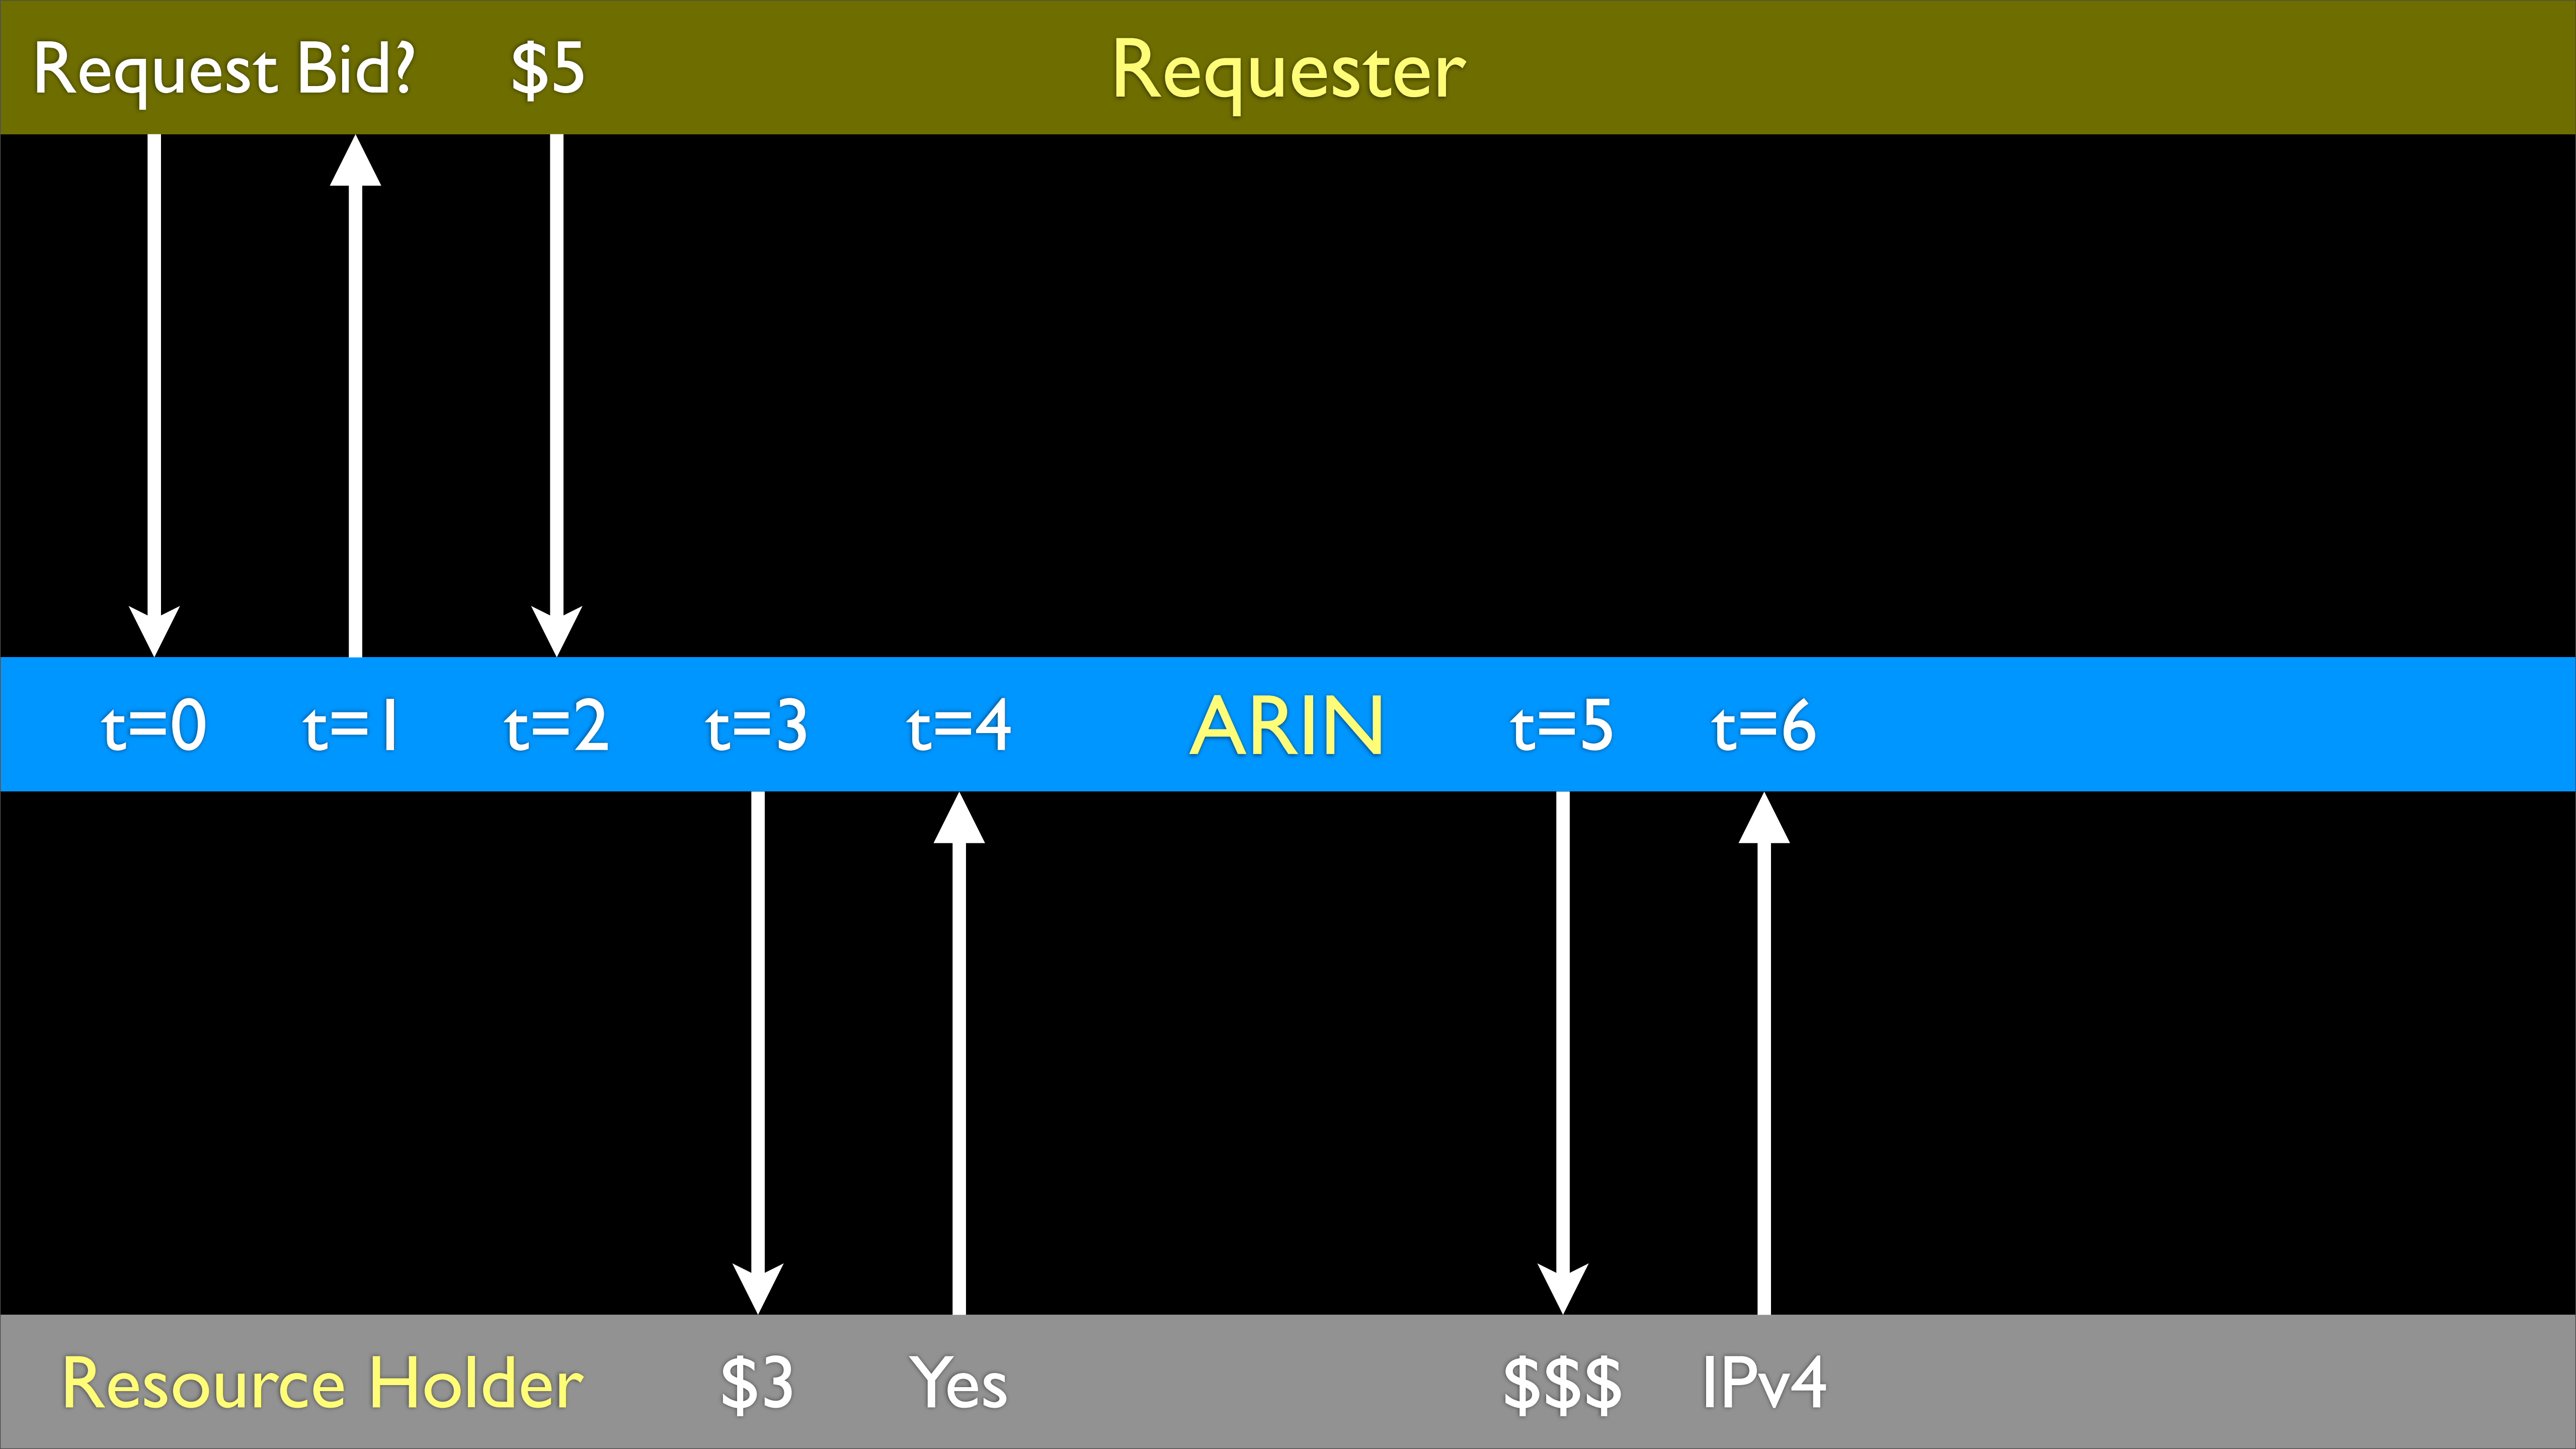 Request Bid? $5 Requester
t=0 t=1 t=2 t=3 t=4 ARIN t=5 t=6
Resource Holder $3 Yes $$$ IPv4